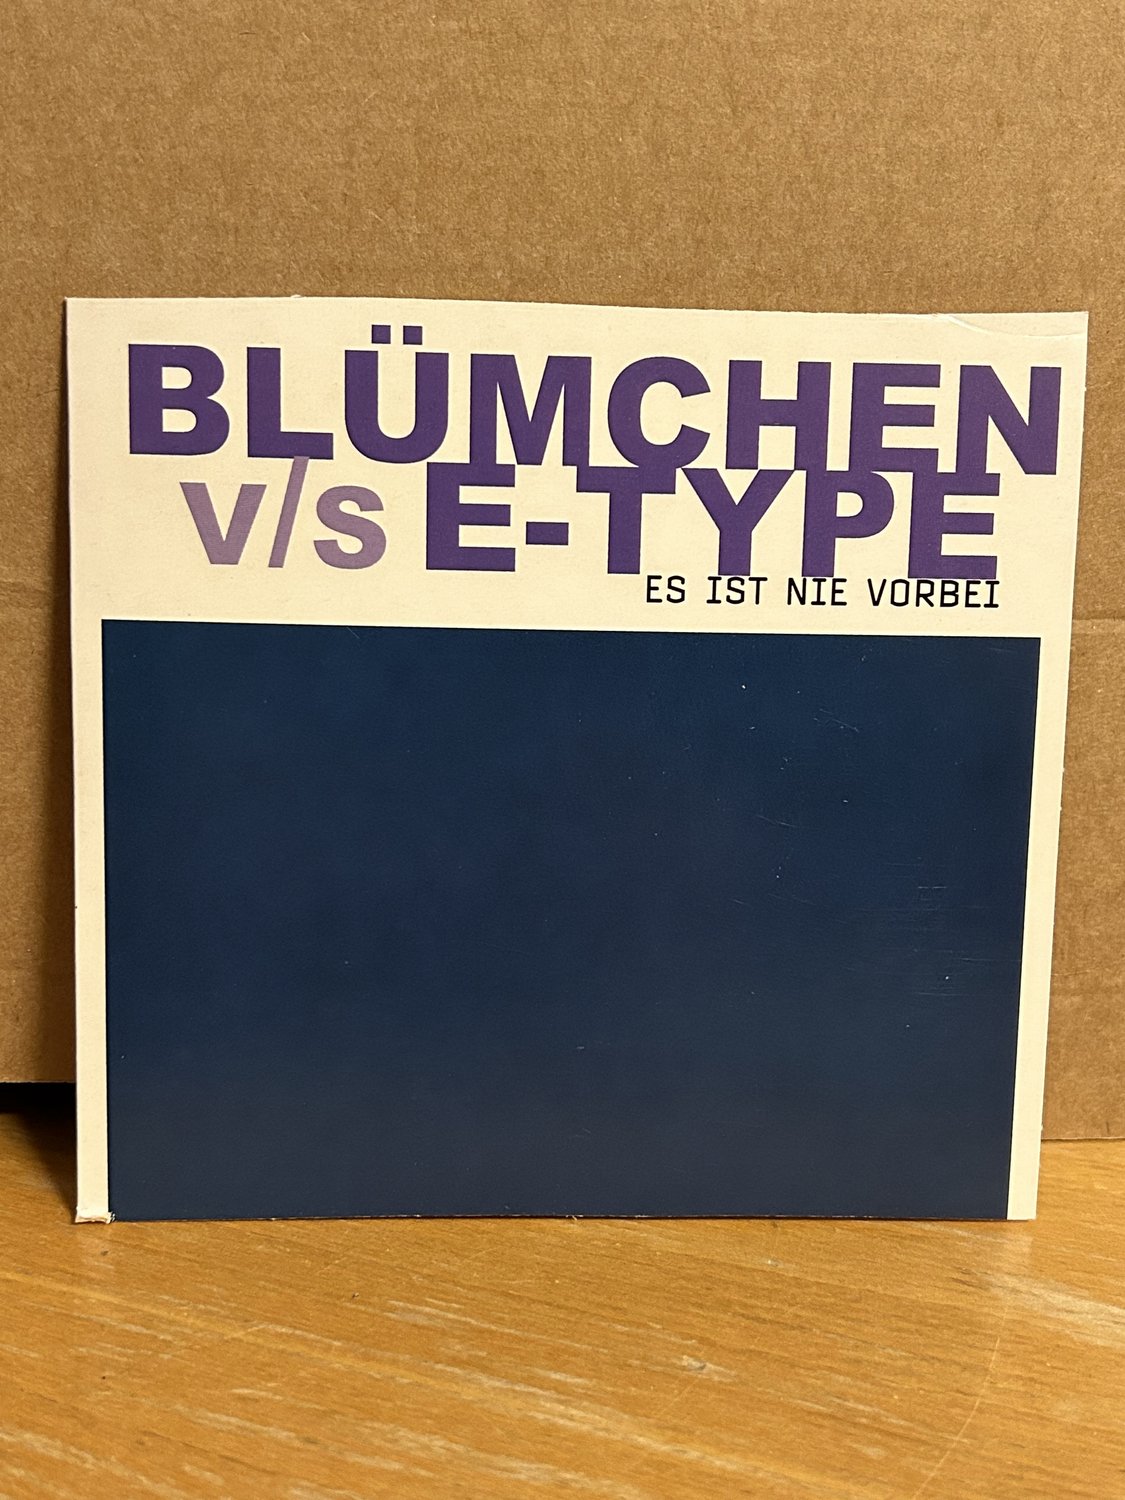 BLÜMCHEN
v/s E-TYPE
ES IST NIE VORBEI